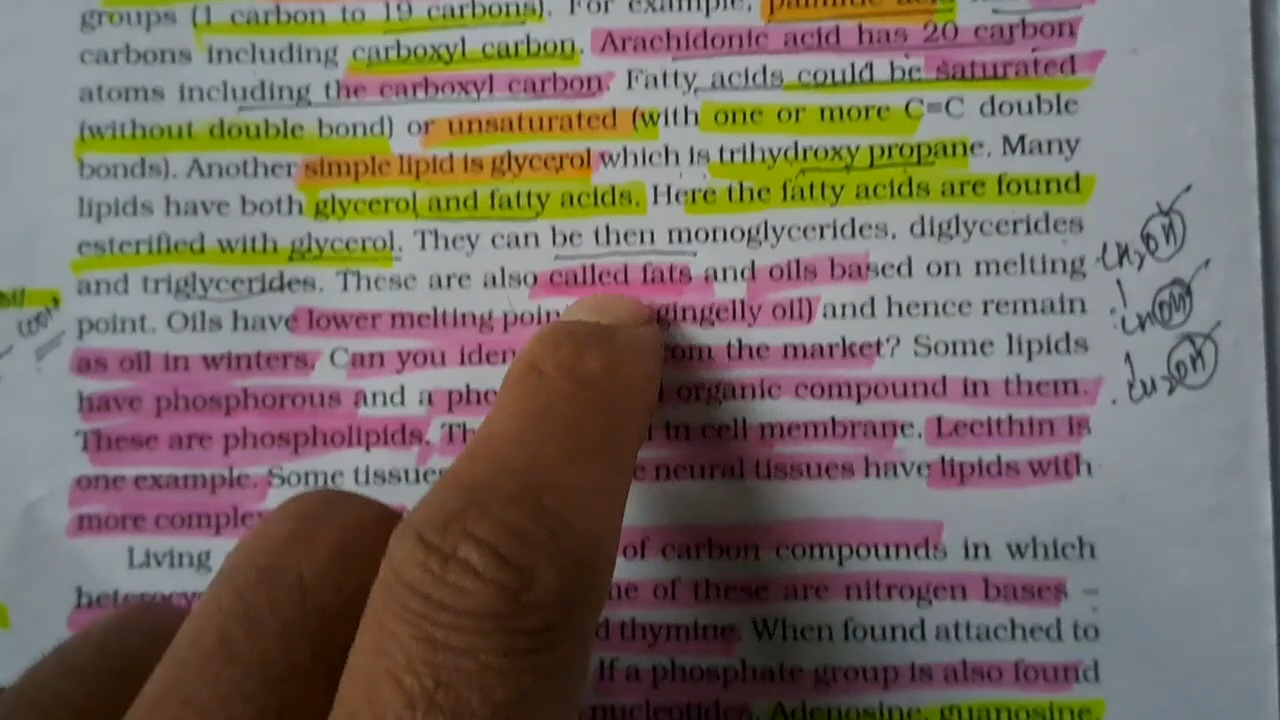 groups (1 carbon to 19 carbons). For example, palmitic acid
carbons including carboxyl carbon. Arachidonic acid has 20 carbon
atoms including the carboxyl carbon. Fatty acids could be saturated
(without double bond) or unsaturated (with one or more C=C double
bonds). Another simple lipid is glycerol which is trihydroxy propane. Many
lipids have both glycerol and fatty acids. Here the fatty acids are found
esterified with glycerol. They can be then monoglycerides, diglycerides
and triglycerides. These are also called fats and oils based on melting
point. Oils have lower melting poin gingelly oil) and hence remain
as oil in winters. Can you iden om the market? Some lipids
have phosphorous and a pho organic compound in them.
These are phospholipids. Th in cell membrane. Lecithin is
one example. Some tissues neural tissues have lipids with
more complex
Living of carbon compounds in which
heterocy of these are nitrogen bases –
d thymine. When found attached to
If a phosphate group is also found
nucleotides. Adenosine, guanosine,
CH₂OH
CHOH
CH₂OH